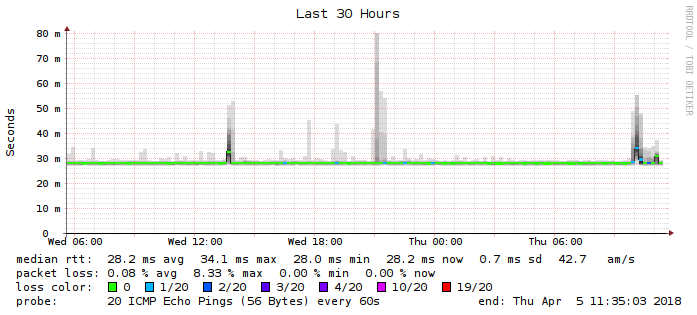 Last 30 Hours
RRDTOOL / TOBI OETIKER
Seconds
80 m
70 m
60 m
50 m
40 m
30 m
20 m
10 m
0
Wed 06:00 Wed 12:00 Wed 18:00 Thu 00:00 Thu 06:00
median rtt: 28.2 ms avg 34.1 ms max 28.0 ms min 28.2 ms now 0.7 ms sd 42.7 am/s
packet loss: 0.08 % avg 8.33 % max 0.00 % min 0.00 % now
loss color: 0 1/20 2/20 3/20 4/20 10/20 19/20
probe: 20 ICMP Echo Pings (56 Bytes) every 60s end: Thu Apr 5 11:35:03 2018